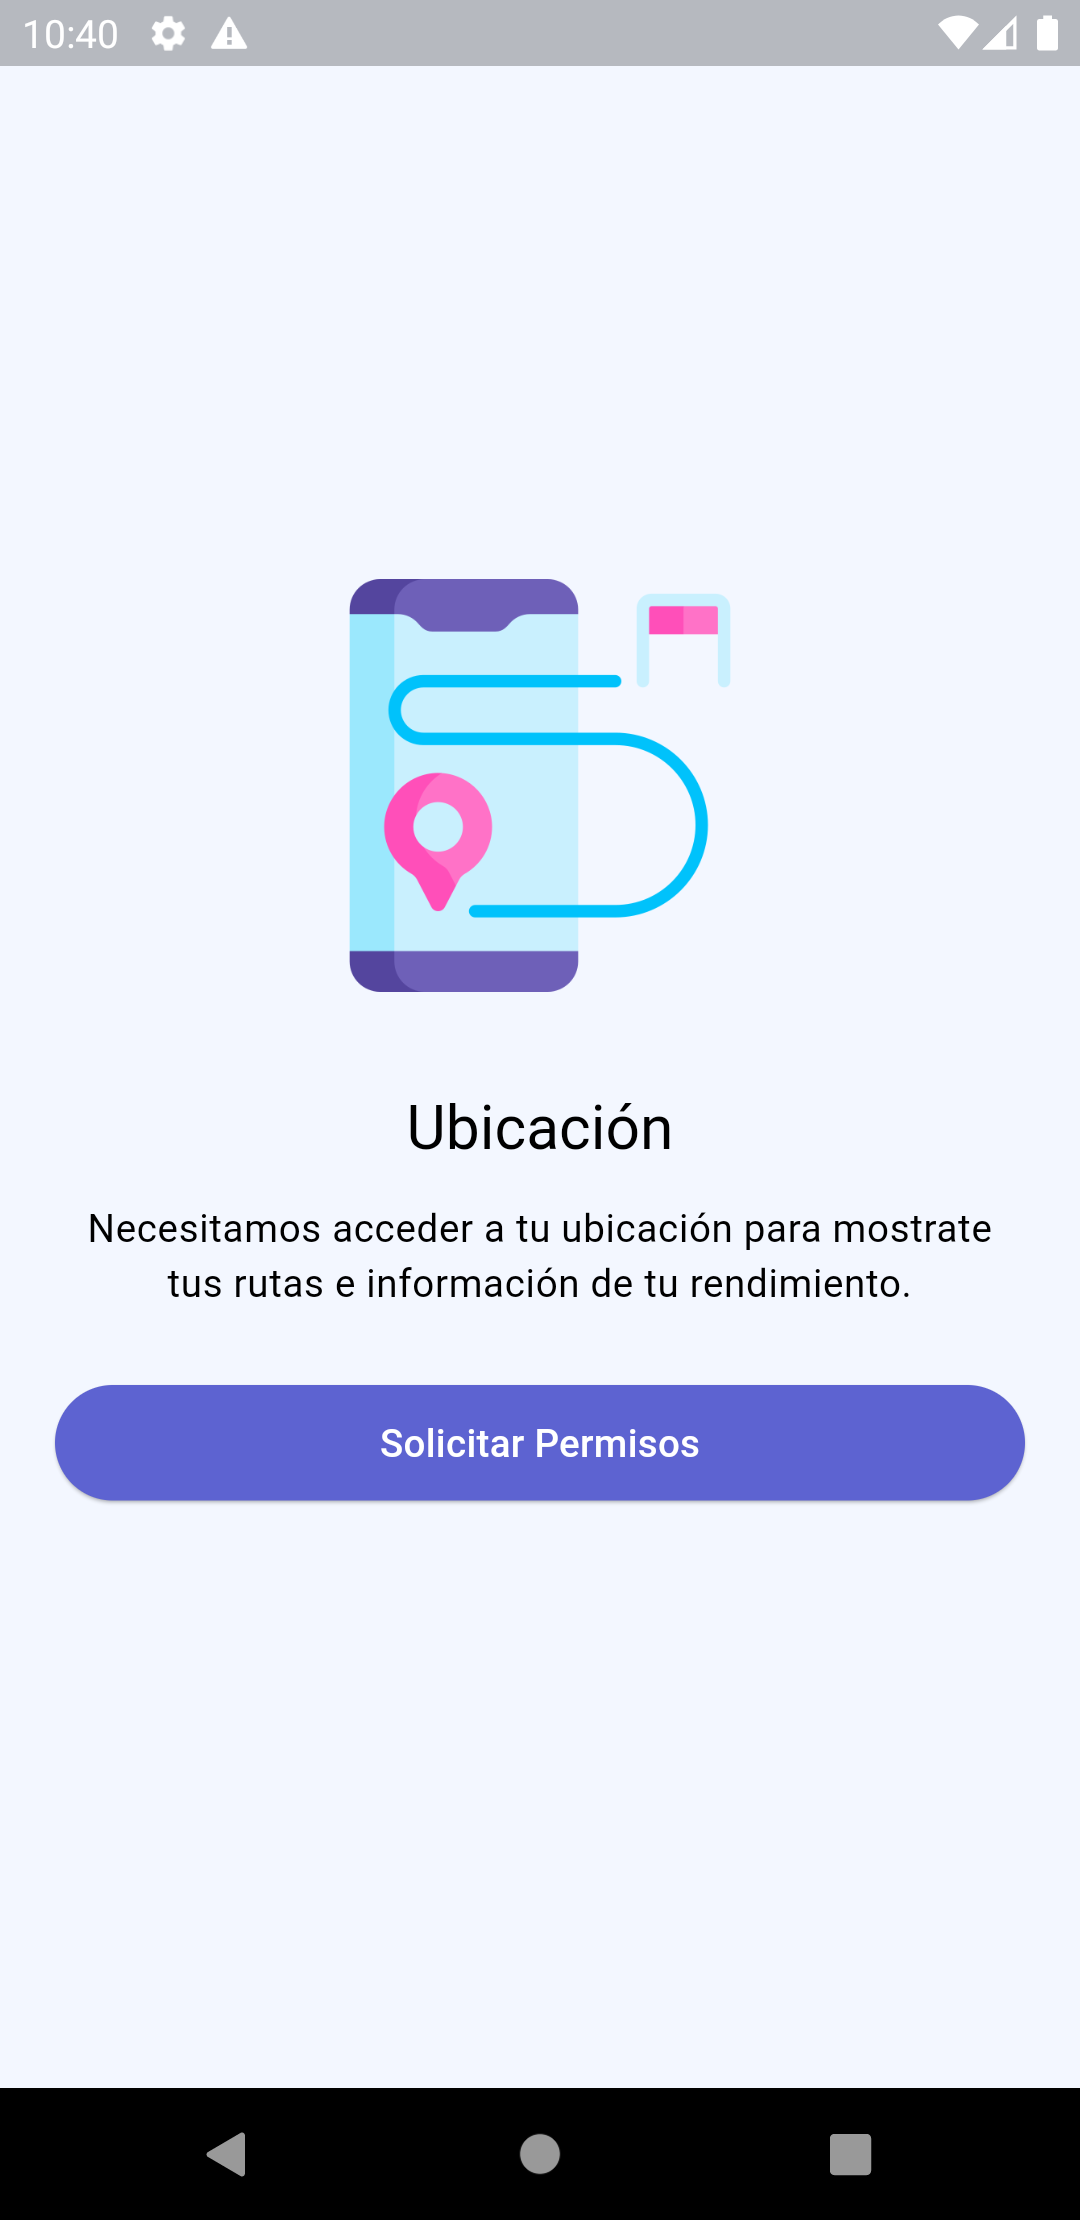 10:40
Ubicación
Necesitamos acceder a tu ubicación para mostrate
tus rutas e información de tu rendimiento.
Solicitar Permisos